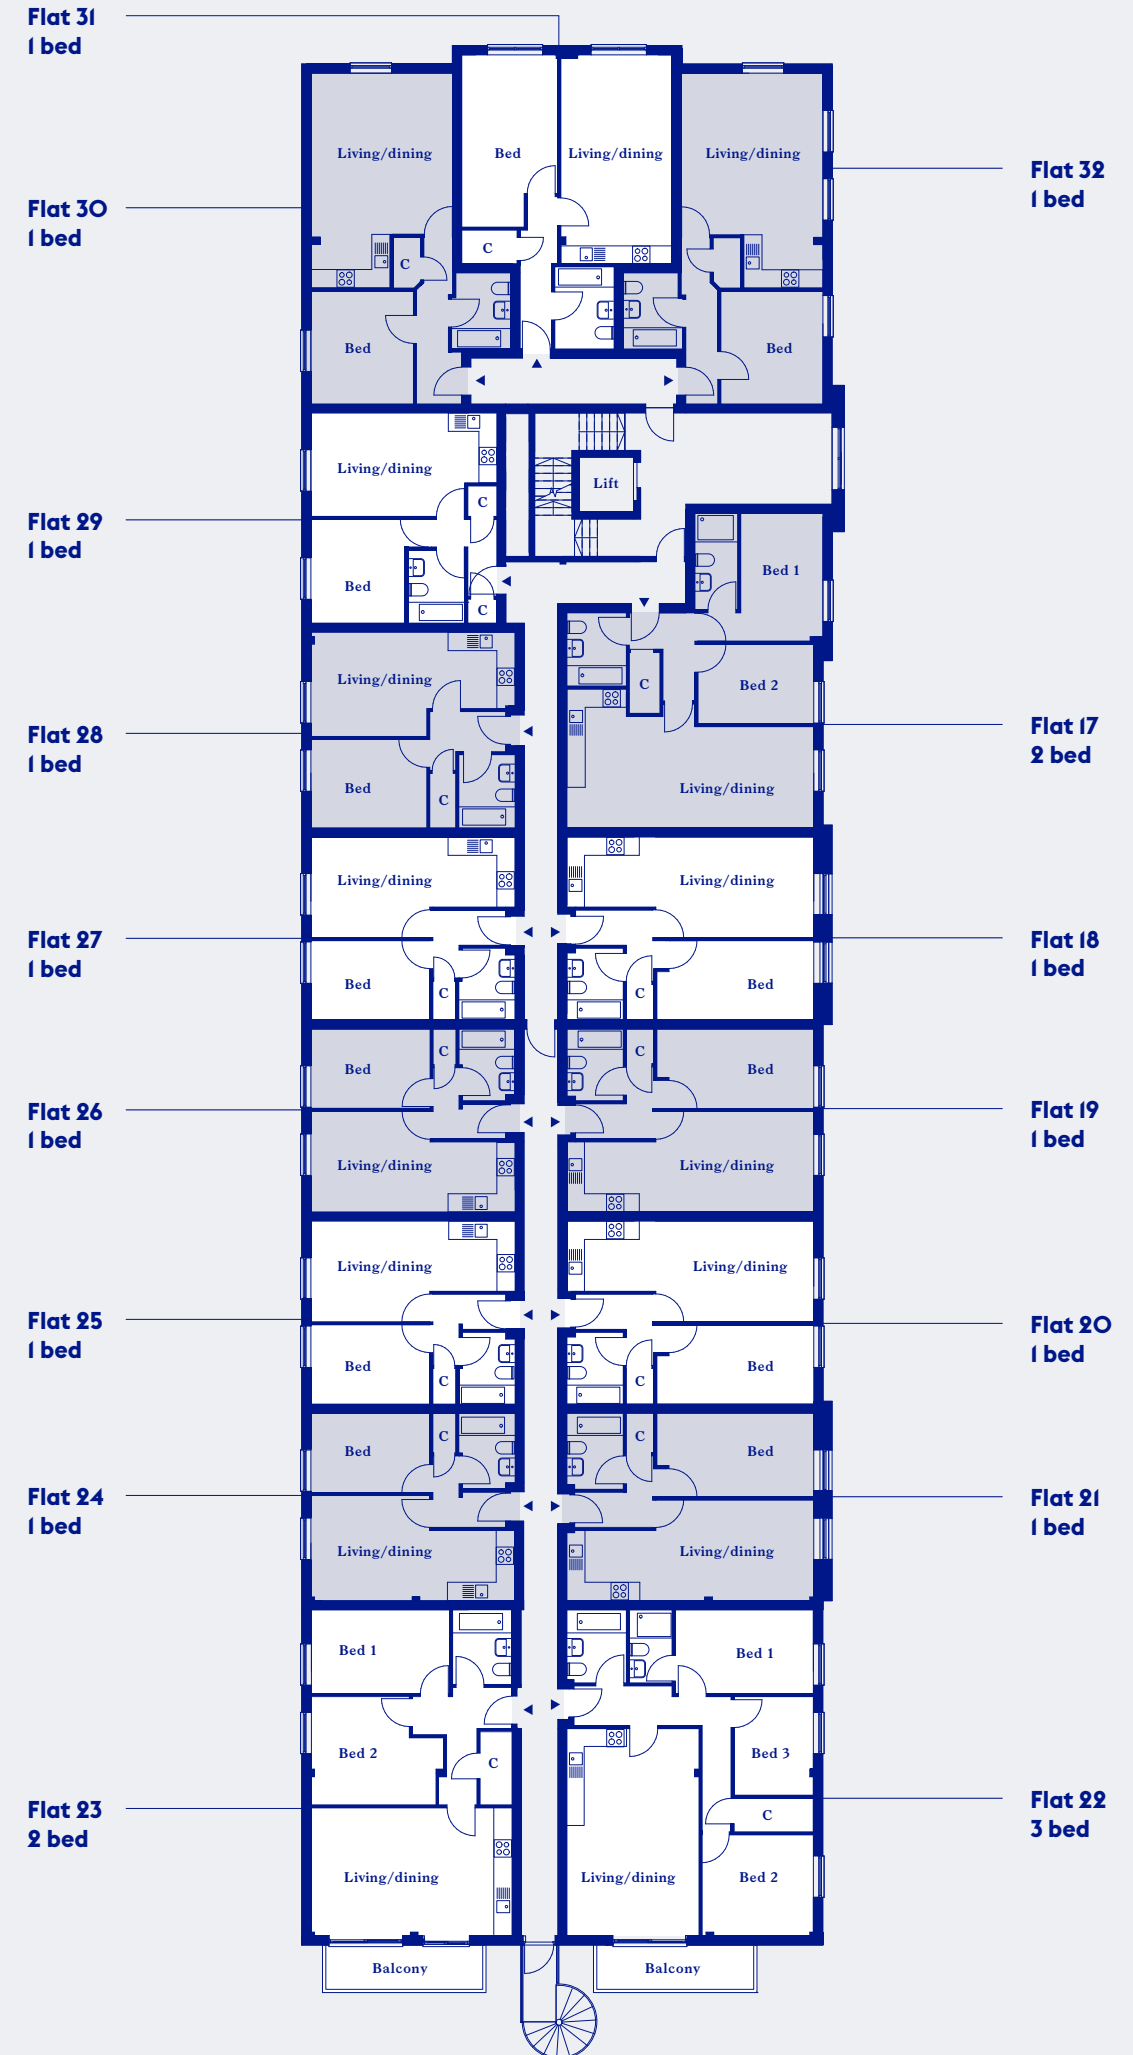 Flat 31
1 bed
Living/dining
Bed
Living/dining
Living/dining
Flat 32
1 bed
Flat 30
1 bed
C
C
Bed
Bed
Living/dining
Lift
C
Flat 29
1 bed
Bed
C
Bed 1
Living/dining
C
Bed 2
Flat 28
1 bed
Flat 17
2 bed
Bed
C
Living/dining
Living/dining
Living/dining
Flat 27
1 bed
Flat 18
1 bed
Bed
C
C
Bed
Bed
C
C
Bed
Flat 26
1 bed
Flat 19
1 bed
Living/dining
Living/dining
Living/dining
Living/dining
Flat 25
1 bed
Flat 20
1 bed
Bed
C
C
Bed
Bed
C
C
Bed
Flat 24
1 bed
Flat 21
1 bed
Living/dining
Living/dining
Bed 1
Bed 1
Bed 2
C
Bed 3
Flat 23
2 bed
Flat 22
3 bed
C
Living/dining
Living/dining
Bed 2
Balcony
Balcony